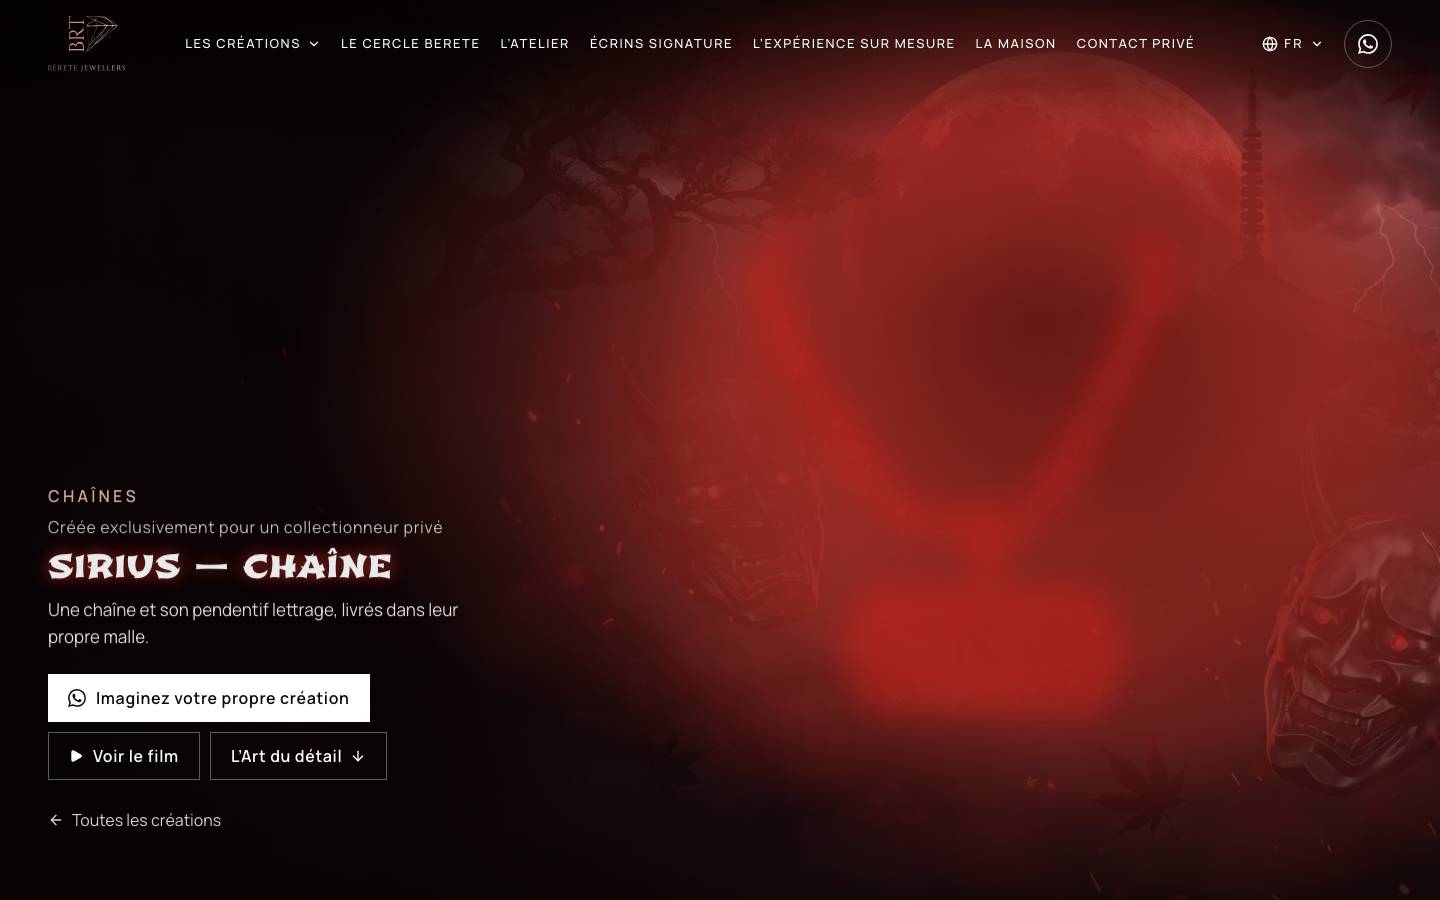 BRT
BERETE JEWELLERS
LES CRÉATIONS
LE CERCLE BERETE
L'ATELIER
ÉCRINS SIGNATURE
L'EXPÉRIENCE SUR MESURE
LA MAISON
CONTACT PRIVÉ
FR
CHAÎNES
Créée exclusivement pour un collectionneur privé
SIRIUS — CHAÎNE
Une chaîne et son pendentif lettrage, livrés dans leur
propre malle.
Imaginez votre propre création
Voir le film
L'Art du détail
Toutes les créations